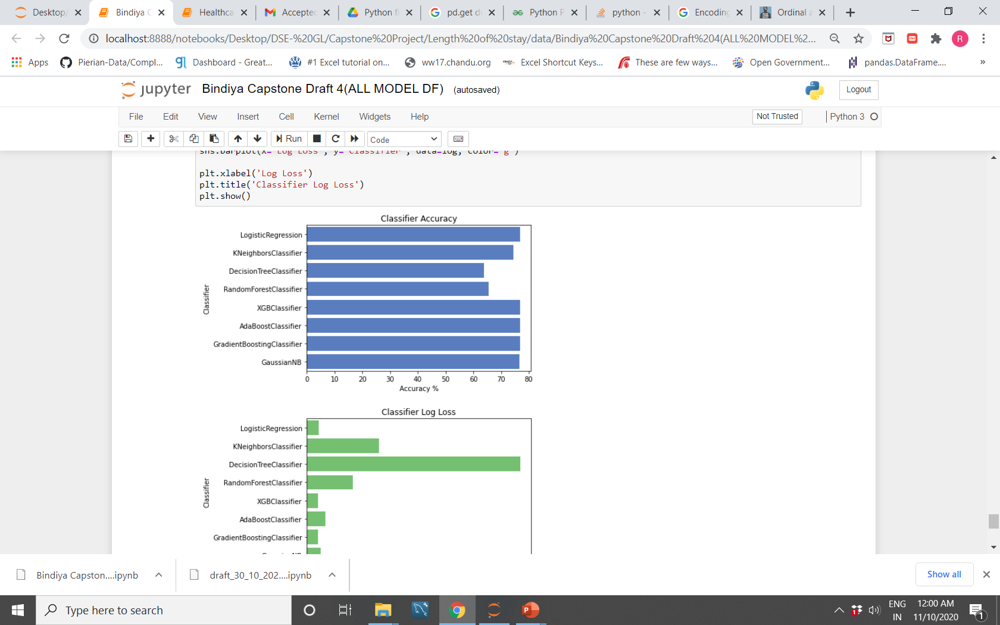 Desktop/
Bindiya C
Healthca
Accepted
Python fi
pd.get du
Python P
python -
Encoding
Ordinal a
localhost:8888/notebooks/Desktop/DSE-%20GL/Capstone%20Project/Length%20of%20stay/data/Bindiya%20Capstone%20Draft%204(ALL%20MODEL%2...
R
Apps
Pierian-Data/Compl...
gl Dashboard - Great...
#1 Excel tutorial on...
ww17.chandu.org
Excel Shortcut Keys...
These are few ways...
Open Government...
pandas.DataFrame....
»
jupyter Bindiya Capstone Draft 4(ALL MODEL DF) (autosaved)
Logout
File Edit View Insert Cell Kernel Widgets Help
Not Trusted
Python 3
Run
Code
sns.barplot(x='Log Loss', y='Classifier', data=log, color='g')
plt.xlabel('Log Loss')
plt.title('Classifier Log Loss')
plt.show()
Classifier Accuracy
LogisticRegression
KNeighborsClassifier
DecisionTreeClassifier
RandomForestClassifier
XGBClassifier
AdaBoostClassifier
GradientBoostingClassifier
GaussianNB
Classifier
0 10 20 30 40 50 60 70 80
Accuracy %
Classifier Log Loss
LogisticRegression
KNeighborsClassifier
DecisionTreeClassifier
RandomForestClassifier
XGBClassifier
AdaBoostClassifier
GradientBoostingClassifier
GaussianNB
Classifier
Bindiya Capston....ipynb
draft_30_10_202....ipynb
Show all
Type here to search
1
ENG
IN
12:00 AM
11/10/2020
1